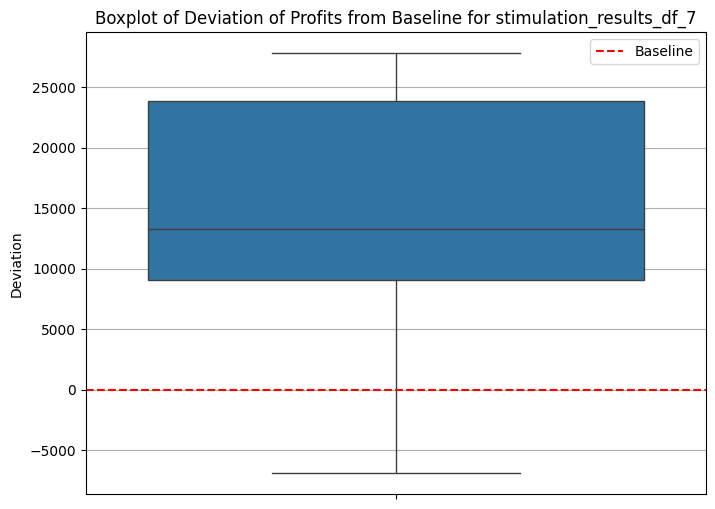 Boxplot of Deviation of Profits from Baseline for stimulation_results_df_7
Baseline
25000
20000
15000
10000
5000
0
−5000
Deviation